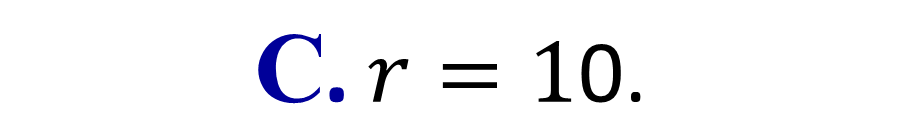 C. r = 10.